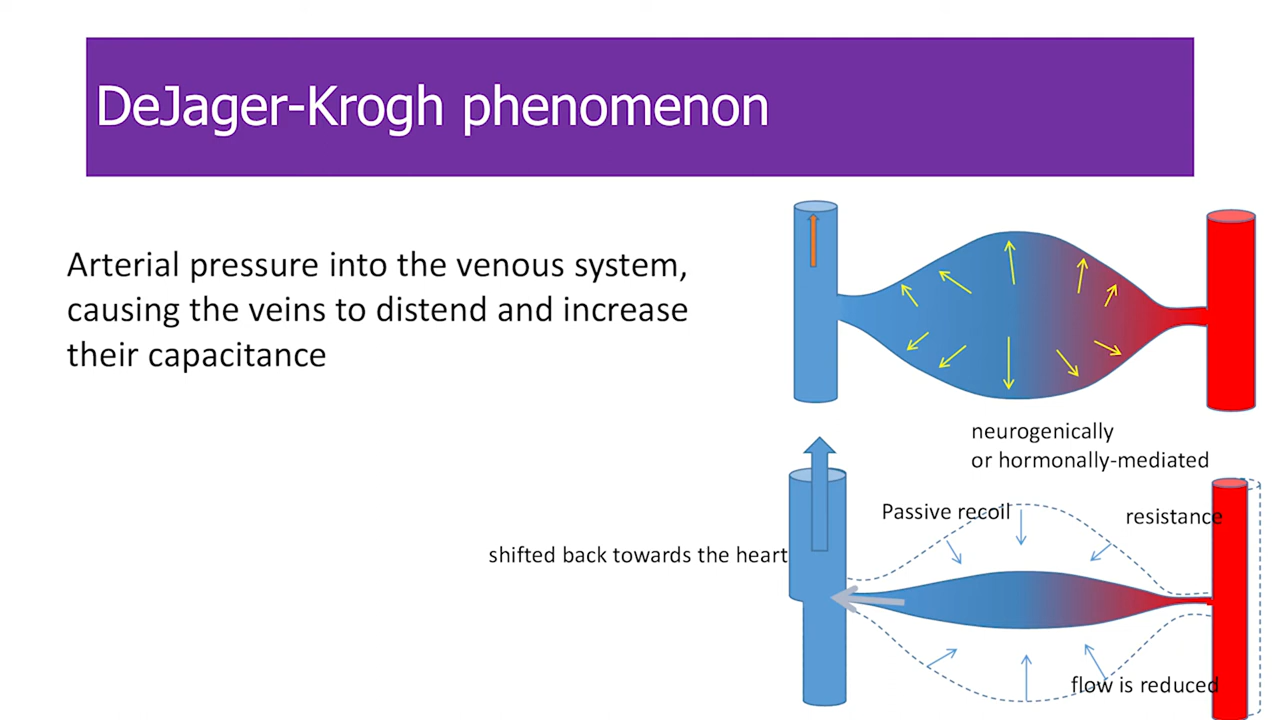 DeJager-Krogh phenomenon
Arterial pressure into the venous system,
causing the veins to distend and increase
their capacitance
neurogenically
or hormonally-mediated
Passive recoil
resistance
shifted back towards the heart
flow is reduced